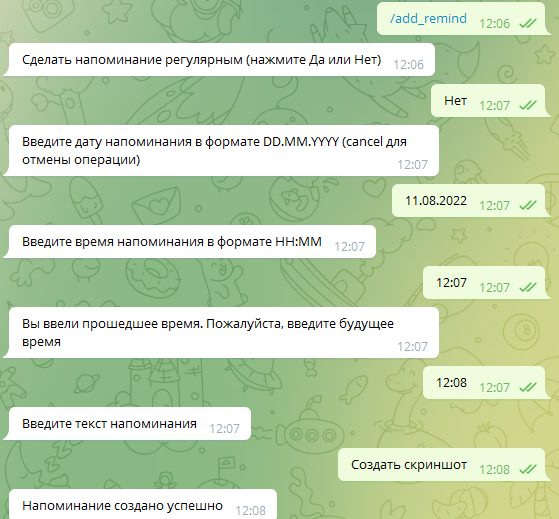 /add_remind 12:06
Сделать напоминание регулярным (нажмите Да или Нет) 12:06
Нет 12:07
Введите дату напоминания в формате DD.MM.YYYY (cancel для
отмены операции) 12:07
11.08.2022 12:07
Введите время напоминания в формате HH:MM 12:07
12:07 12:07
Вы ввели прошедшее время. Пожалуйста, введите будущее
время 12:07
12:08 12:07
Введите текст напоминания 12:07
Создать скриншот 12:08
Напоминание создано успешно 12:08